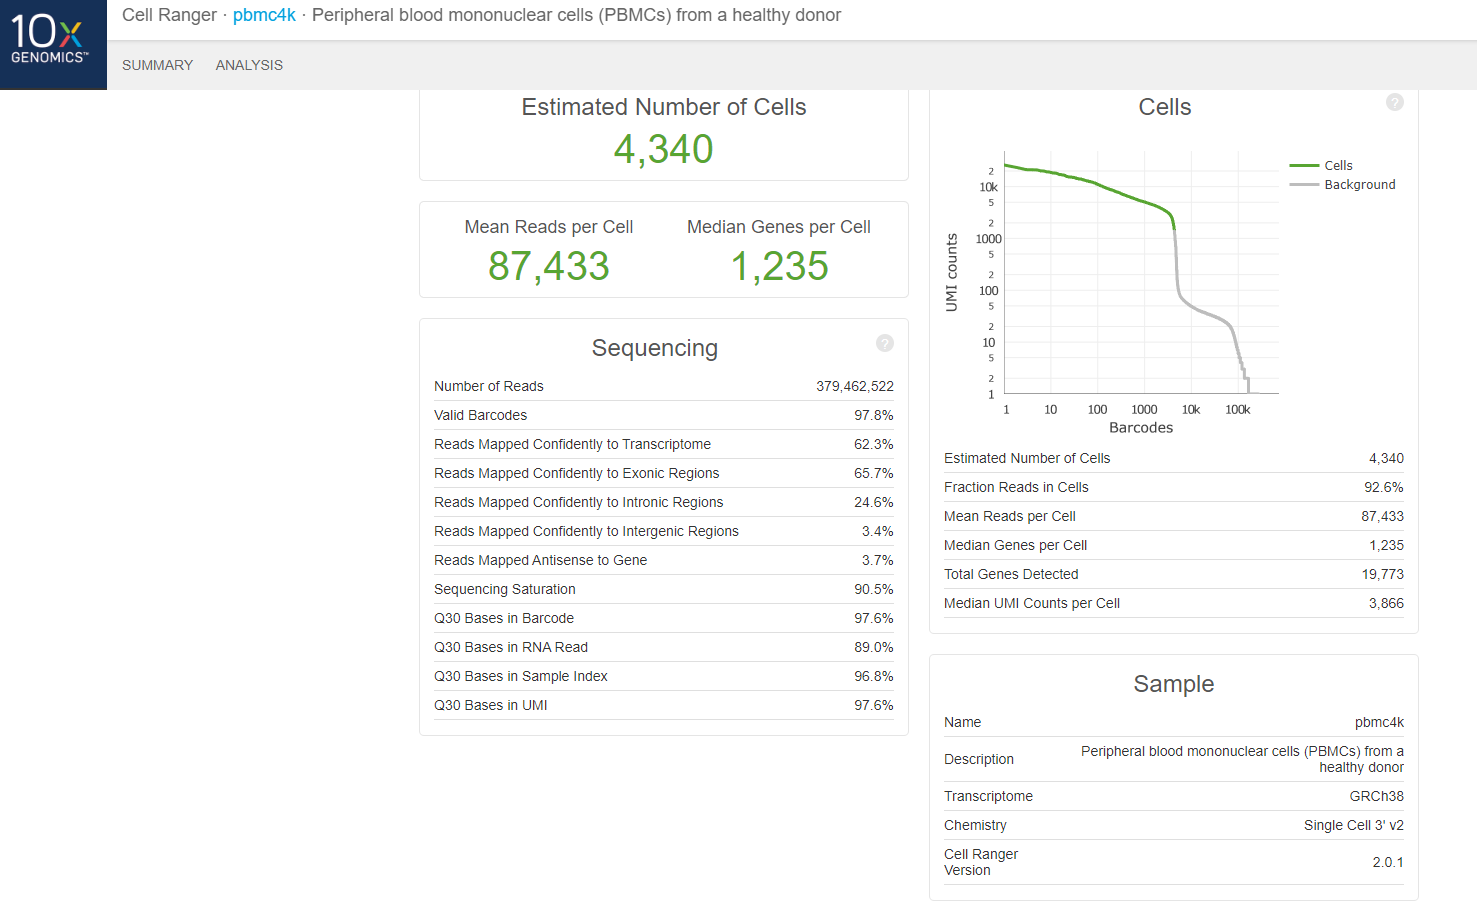 10x
GENOMICS™
Cell Ranger · pbmc4k · Peripheral blood mononuclear cells (PBMCs) from a healthy donor
SUMMARY ANALYSIS
Estimated Number of Cells
4,340
Mean Reads per Cell
87,433
Median Genes per Cell
1,235
Sequencing
?
Number of Reads 379,462,522
Valid Barcodes 97.8%
Reads Mapped Confidently to Transcriptome 62.3%
Reads Mapped Confidently to Exonic Regions 65.7%
Reads Mapped Confidently to Intronic Regions 24.6%
Reads Mapped Confidently to Intergenic Regions 3.4%
Reads Mapped Antisense to Gene 3.7%
Sequencing Saturation 90.5%
Q30 Bases in Barcode 97.6%
Q30 Bases in RNA Read 89.0%
Q30 Bases in Sample Index 96.8%
Q30 Bases in UMI 97.6%
Cells
?
UMI counts
2
10k
5
2
1000
5
2
100
5
2
10
5
2
1
1 10 100 1000 10k 100k
Barcodes
Cells
Background
Estimated Number of Cells 4,340
Fraction Reads in Cells 92.6%
Mean Reads per Cell 87,433
Median Genes per Cell 1,235
Total Genes Detected 19,773
Median UMI Counts per Cell 3,866
Sample
Name pbmc4k
Description Peripheral blood mononuclear cells (PBMCs) from a
healthy donor
Transcriptome GRCh38
Chemistry Single Cell 3' v2
Cell Ranger
Version 2.0.1